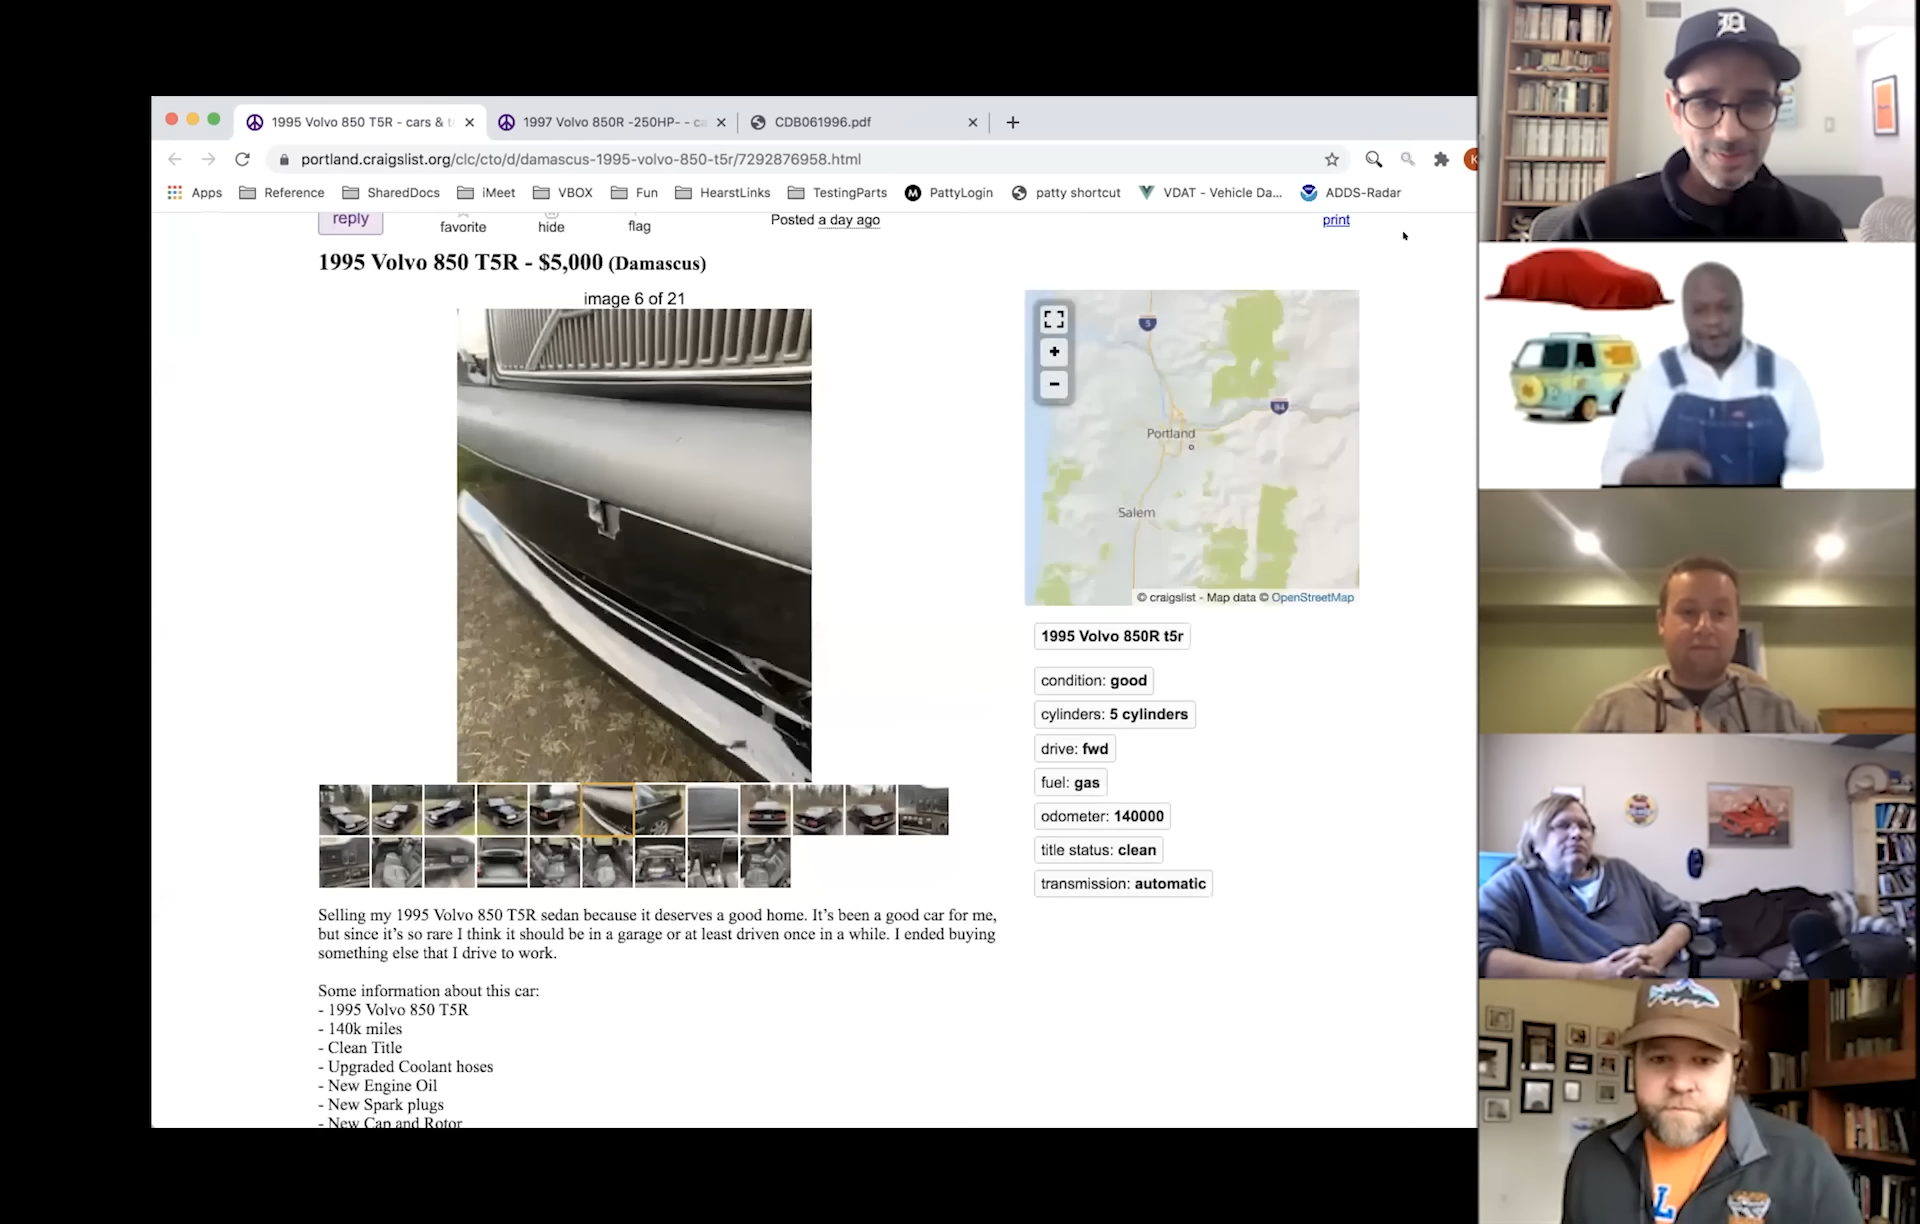 1995 Volvo 850 T5R - cars & t
1997 Volvo 850R -250HP- - ca
CDB061996.pdf
portland.craigslist.org/clc/cto/d/damascus-1995-volvo-850-t5r/7292876958.html
K
Apps
Reference
SharedDocs
iMeet
VBOX
Fun
HearstLinks
TestingParts
M
PattyLogin
patty shortcut
VDAT - Vehicle Da...
ADDS-Radar
reply
favorite
hide
flag
Posted a day ago
print
1995 Volvo 850 T5R - $5,000 (Damascus)
image 6 of 21
5
84
Portland
Salem
© craigslist - Map data © OpenStreetMap
1995 Volvo 850R t5r
condition: good
cylinders: 5 cylinders
drive: fwd
fuel: gas
odometer: 140000
title status: clean
transmission: automatic
Selling my 1995 Volvo 850 T5R sedan because it deserves a good home. It's been a good car for me,
but since it's so rare I think it should be in a garage or at least driven once in a while. I ended buying
something else that I drive to work.
Some information about this car:
- 1995 Volvo 850 T5R
- 140k miles
- Clean Title
- Upgraded Coolant hoses
- New Engine Oil
- New Spark plugs
- New Cap and Rotor
D
L